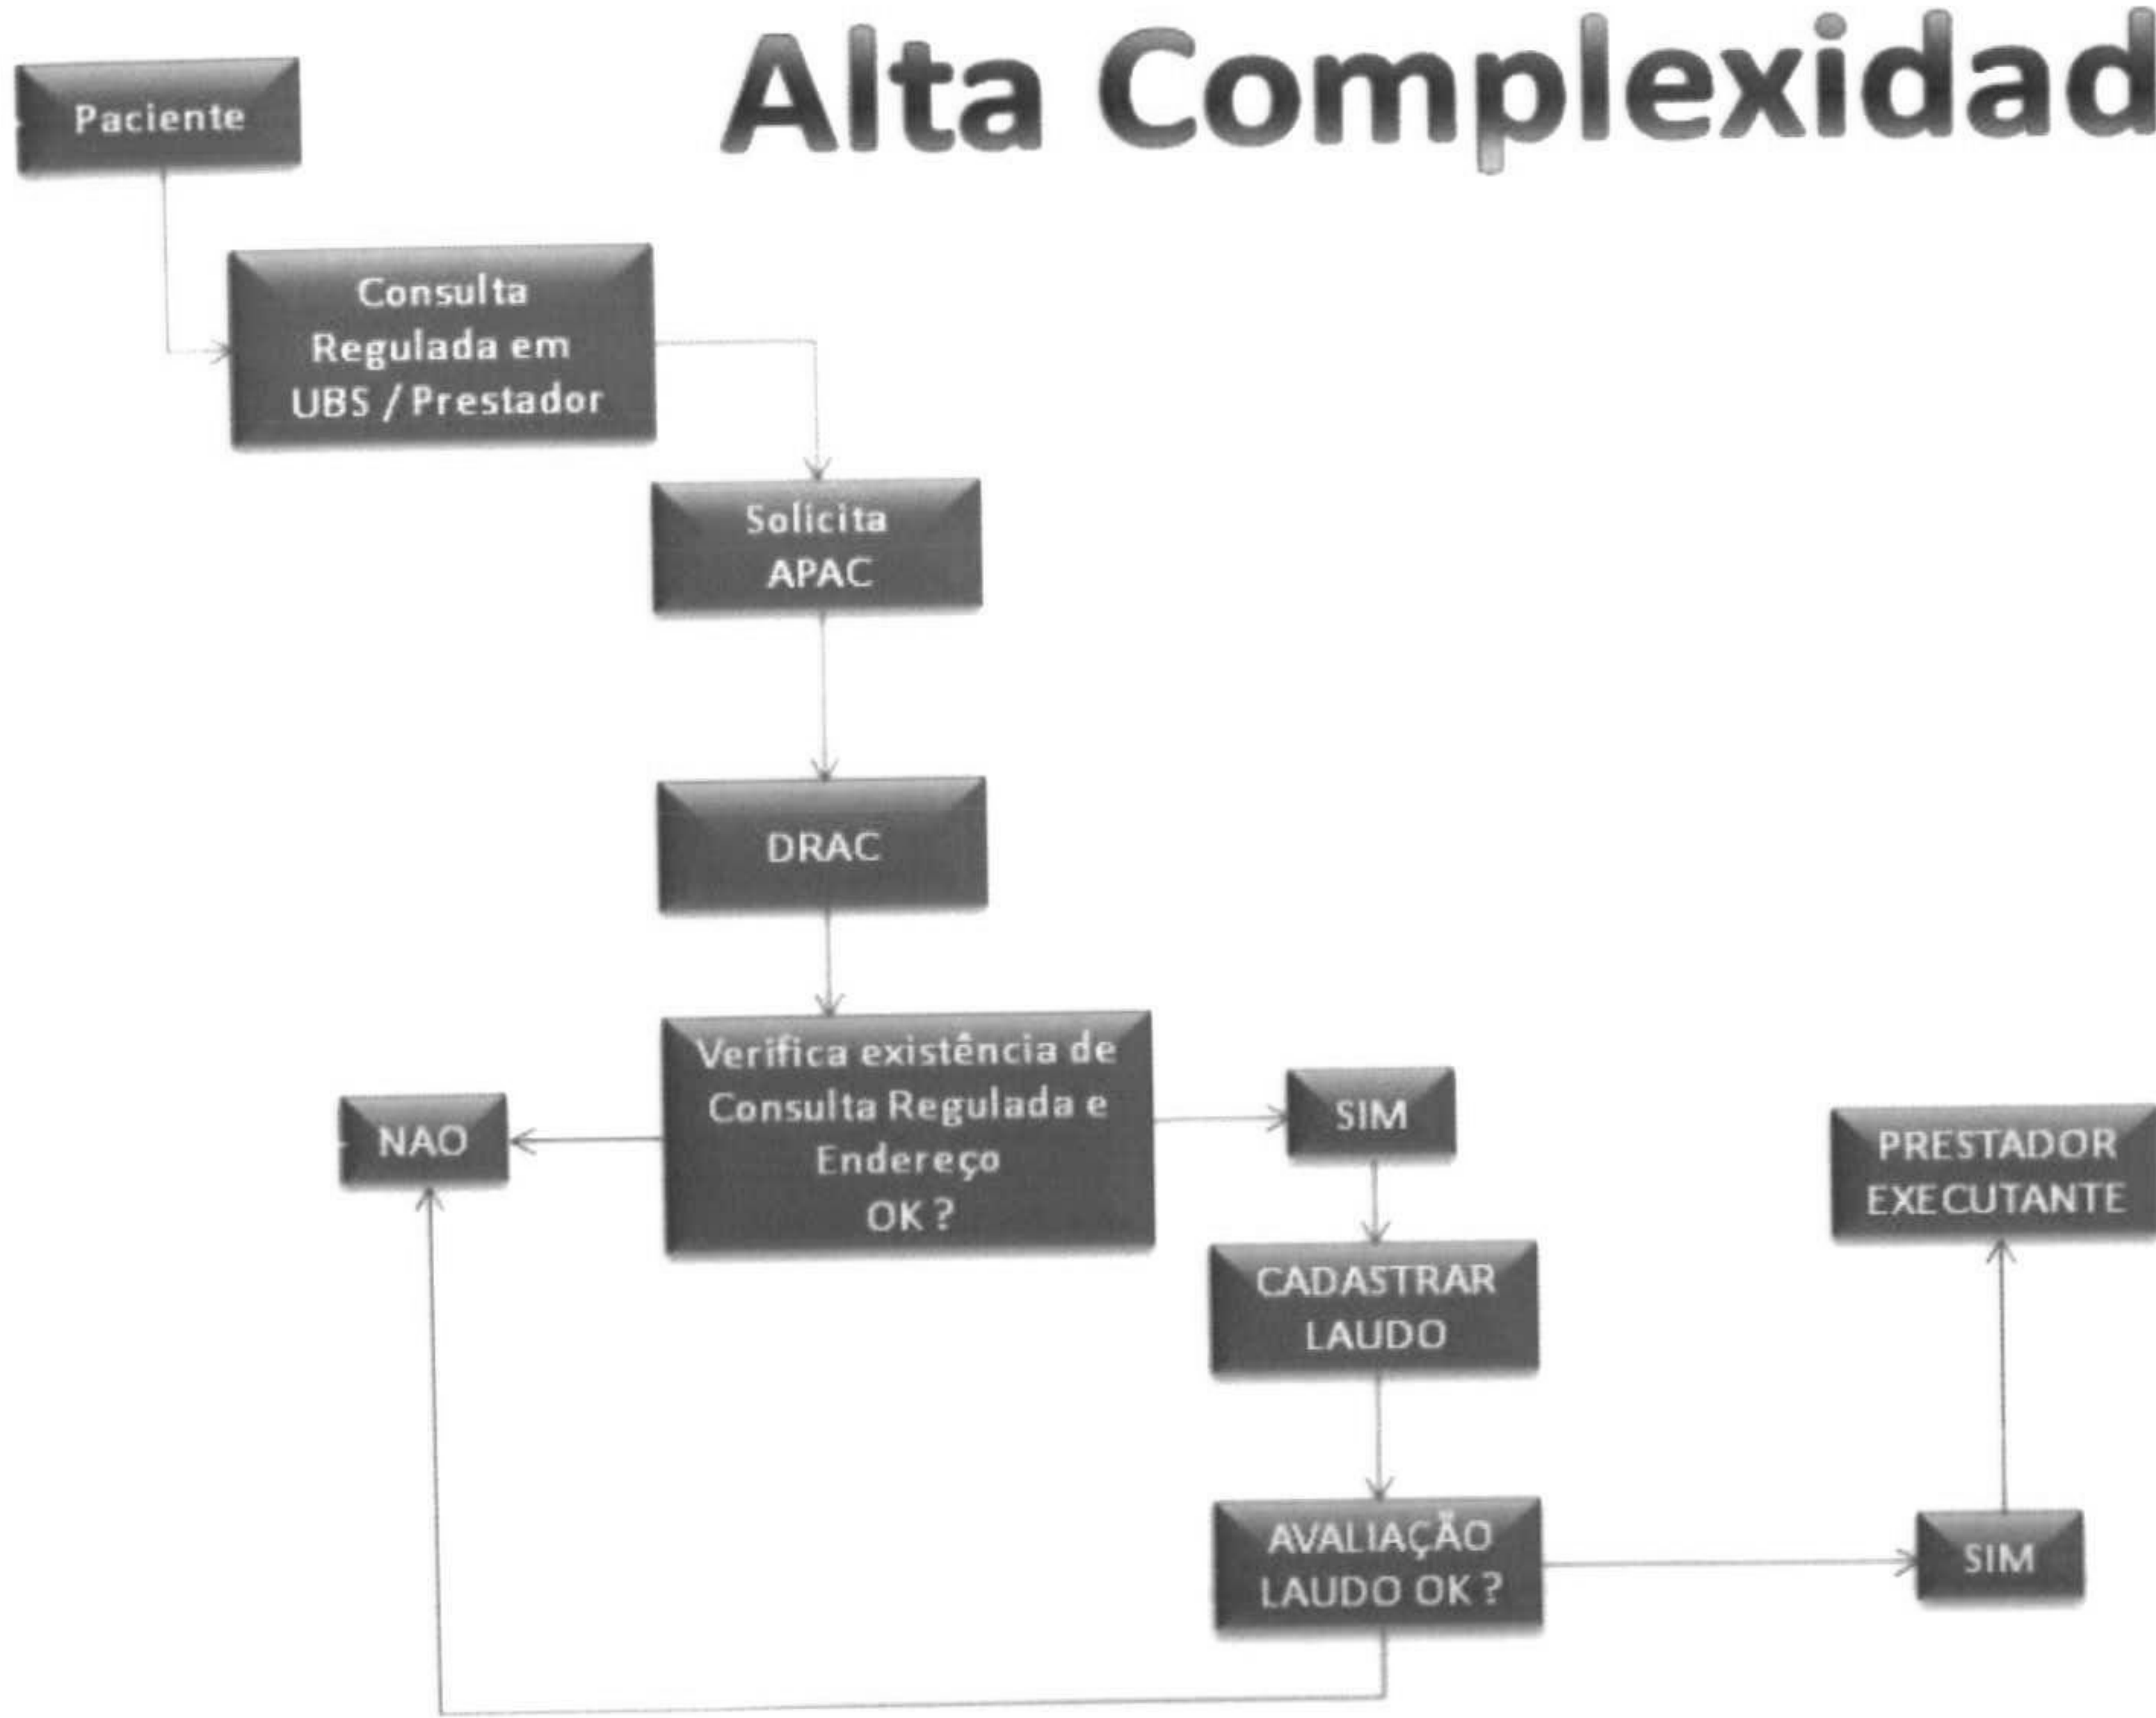 Alta Complexidad
Paciente
Consulta
Regulada em
UBS / Prestador
Solicita
APAC
DRAC
Verifica existência de
Consulta Regulada e
Endereço
OK ?
NAO
SIM
CADASTRAR
LAUDO
PRESTADOR
EXECUTANTE
AVALIAÇÃO
LAUDO OK ?
SIM